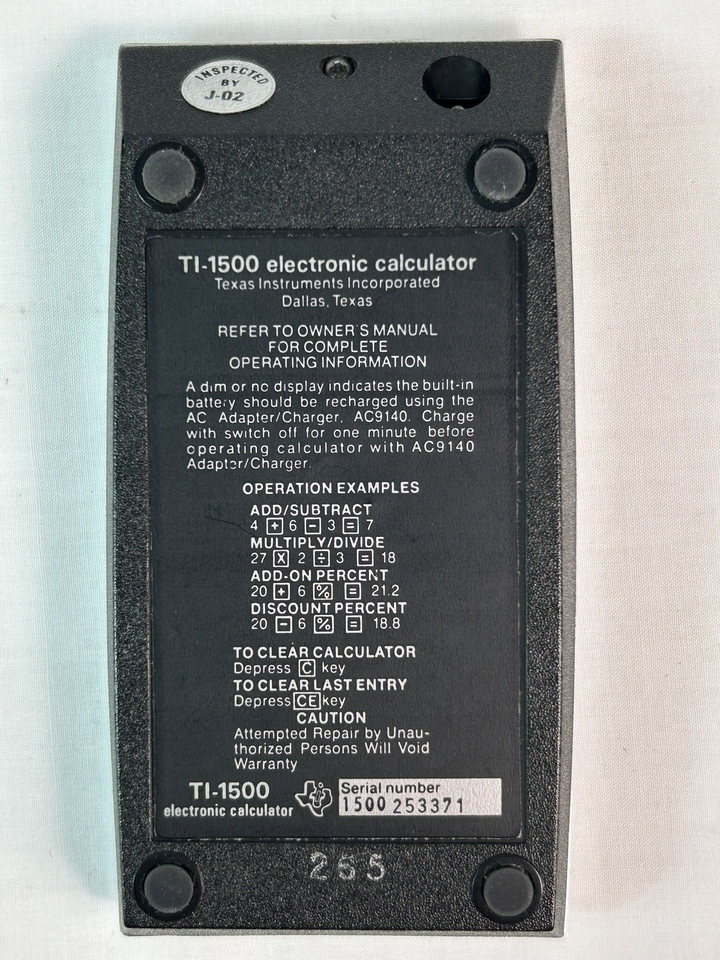 INSPECTED
BY
J-02
TI-1500 electronic calculator
Texas Instruments Incorporated
Dallas, Texas
REFER TO OWNER'S MANUAL
FOR COMPLETE
OPERATING INFORMATION
A dim or no display indicates the built-in
battery should be recharged using the
AC Adapter/Charger, AC9140. Charge
with switch off for one minute before
operating calculator with AC9140
Adapter/Charger.
OPERATION EXAMPLES
ADD/SUBTRACT
4 + 6 − 3 = 7
MULTIPLY/DIVIDE
27 X 2 ÷ 3 = 18
ADD-ON PERCENT
20 + 6 % = 21.2
DISCOUNT PERCENT
20 − 6 % = 18.8
TO CLEAR CALCULATOR
Depress C key
TO CLEAR LAST ENTRY
Depress CE key
CAUTION
Attempted Repair by Unau-
thorized Persons Will Void
Warranty
TI-1500
electronic calculator
Serial number
1500 253371
265